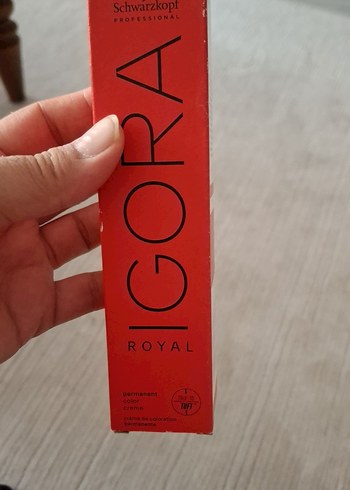 Schwarzkopf
PROFESSIONAL
IGORA
ROYAL
permanent
color
creme